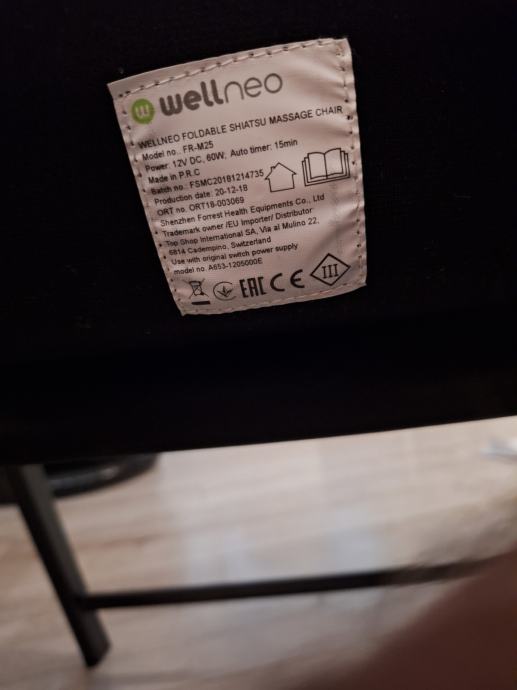 wellneo
WELLNEO FOLDABLE SHIATSU MASSAGE CHAIR
Model no.: FR-M25
Power: 12V DC, 60W; Auto timer: 15min
Made in P.R.C
Batch no.: FSMC20181214735
Production date: 20-12-18
ORT no. ORT18-003069
Shenzhen Forrest Health Equipments Co., Ltd
Trademark owner /EU Importer/ Distributor:
Top Shop International SA, Via al Mulino 22,
6814 Cadempino, Switzerland
Use with original switch power supply
model no. A653-1205000E
EAC CE III